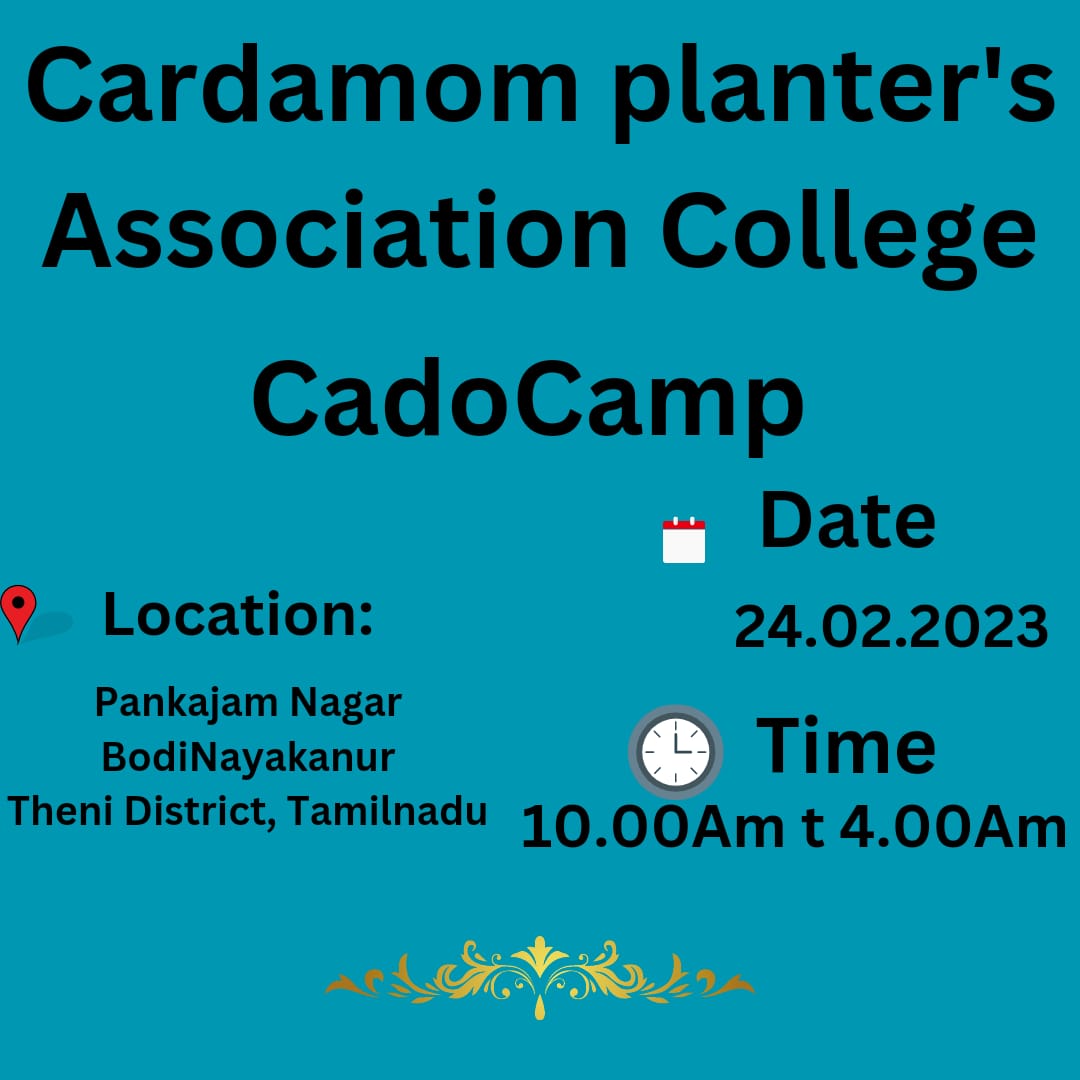 Cardamom planter's
Association College
CadoCamp
Date
24.02.2023
Location:
Pankajam Nagar
BodiNayakanur
Theni District, Tamilnadu
Time
10.00Am t 4.00Am